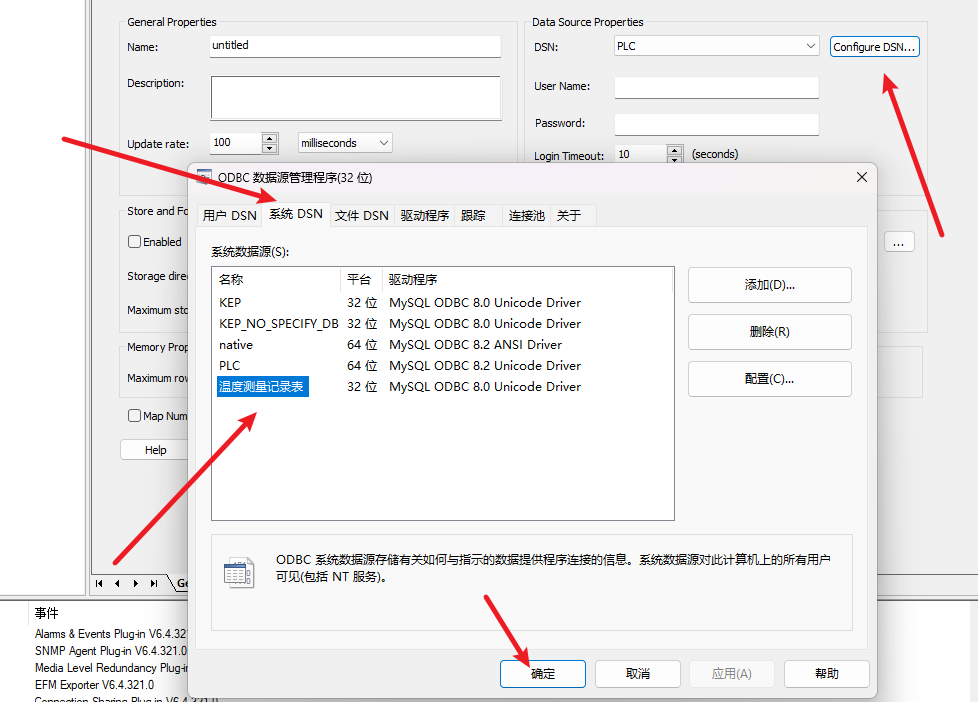 General Properties
Data Source Properties
Name:
untitled
DSN:
PLC
Configure DSN...
Description:
User Name:
Password:
Update rate:
100
milliseconds
Login Timeout:
10
(seconds)
ODBC 数据源管理程序(32 位)
用户 DSN
系统 DSN
文件 DSN
驱动程序
跟踪
连接池
关于
Store and Fo
Enabled
...
Storage dire
Maximum sto
Memory Prop
Maximum row
Map Num
Help
系统数据源(S):
名称
平台
驱动程序
KEP
32 位
MySQL ODBC 8.0 Unicode Driver
KEP_NO_SPECIFY_DB
32 位
MySQL ODBC 8.0 Unicode Driver
native
64 位
MySQL ODBC 8.2 ANSI Driver
PLC
64 位
MySQL ODBC 8.2 Unicode Driver
温度测量记录表
32 位
MySQL ODBC 8.0 Unicode Driver
添加(D)...
删除(R)
配置(C)...
ODBC 系统数据源存储有关如何与指示的数据提供程序连接的信息。系统数据源对此计算机上的所有用户
可见(包括 NT 服务)。
确定
取消
应用(A)
帮助
Ge
事件
Alarms & Events Plug-in V6.4.32
SNMP Agent Plug-in V6.4.321.0
Media Level Redundancy Plug-in
EFM Exporter V6.4.321.0
Connection Sharing Plug-in V6.4.321.0